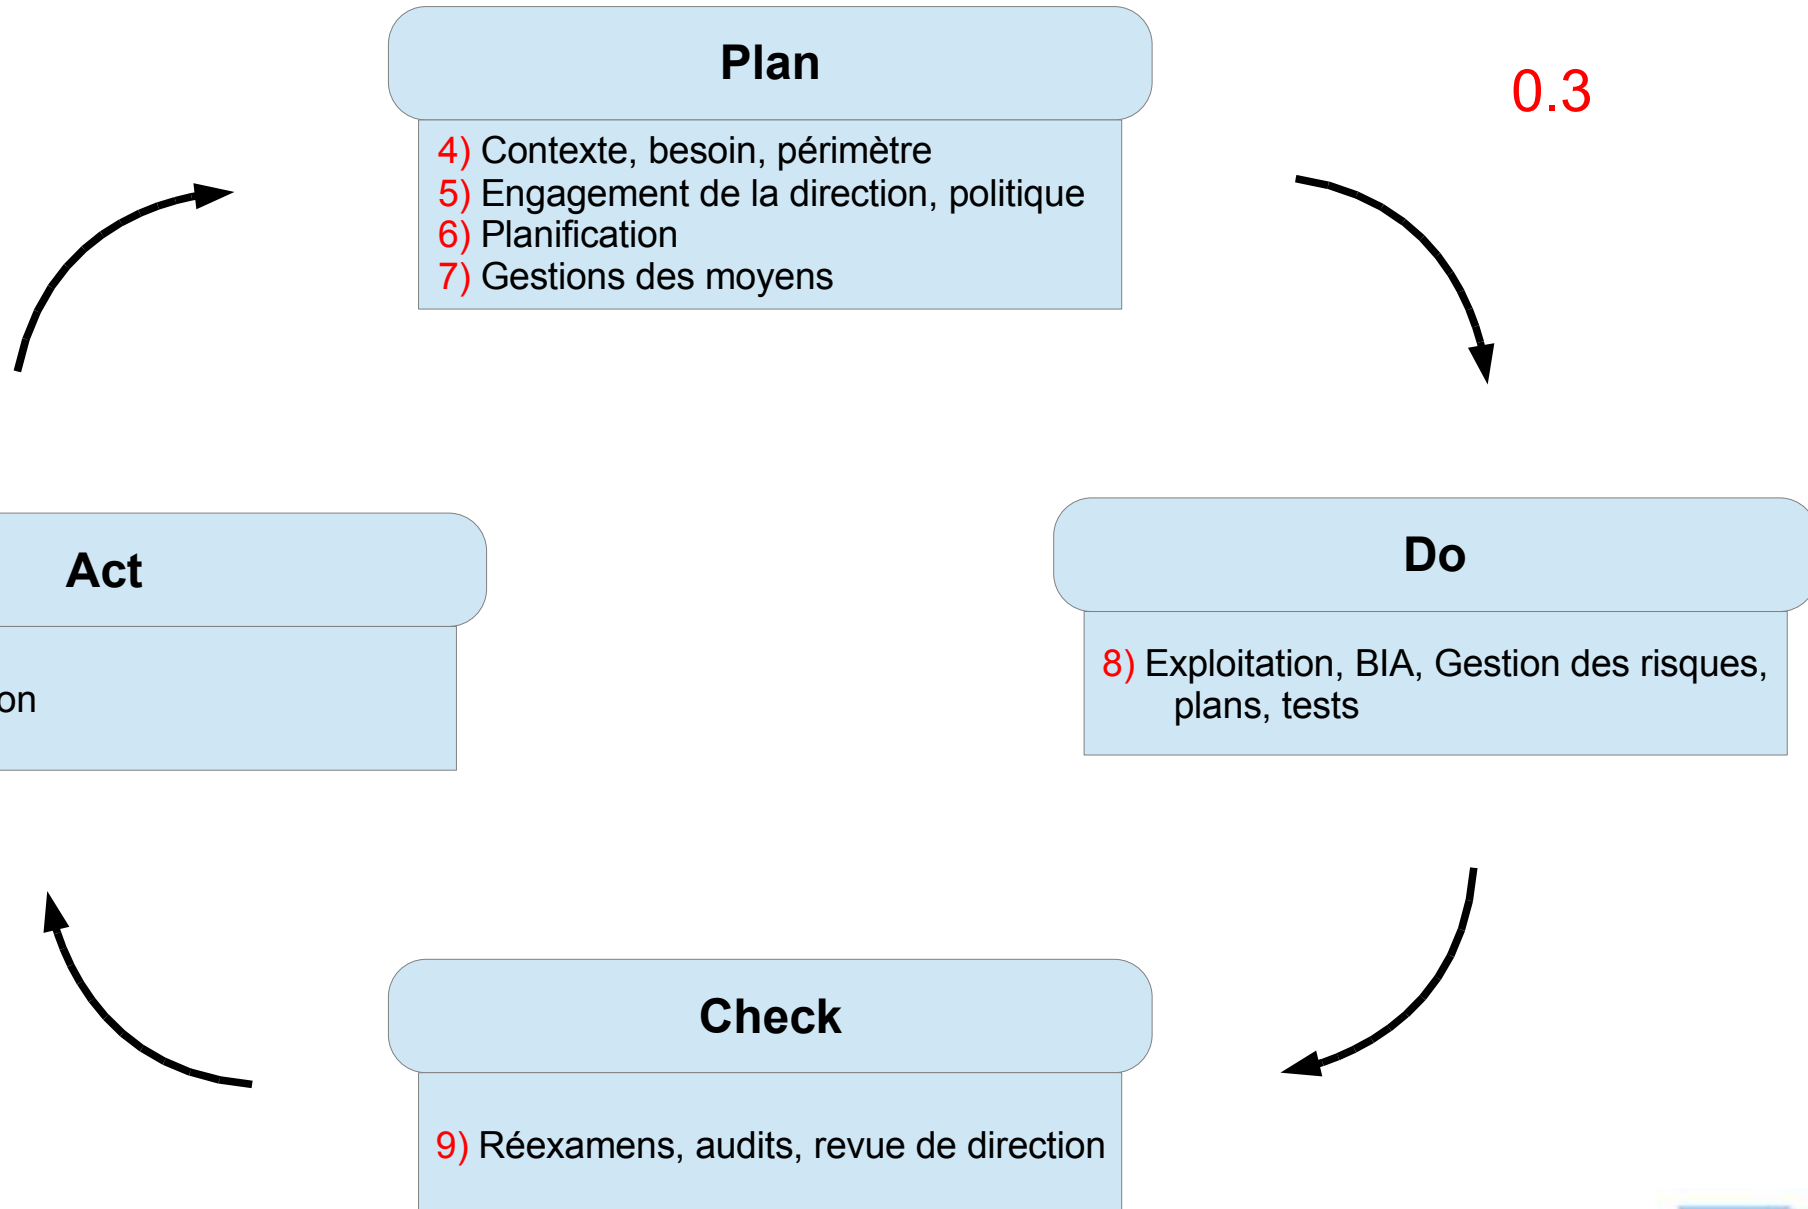 Plan
0.3
4) Contexte, besoin, périmètre
5) Engagement de la direction, politique
6) Planification
7) Gestions des moyens
Act
on
Do
8) Exploitation, BIA, Gestion des risques,
plans, tests
Check
9) Réexamens, audits, revue de direction